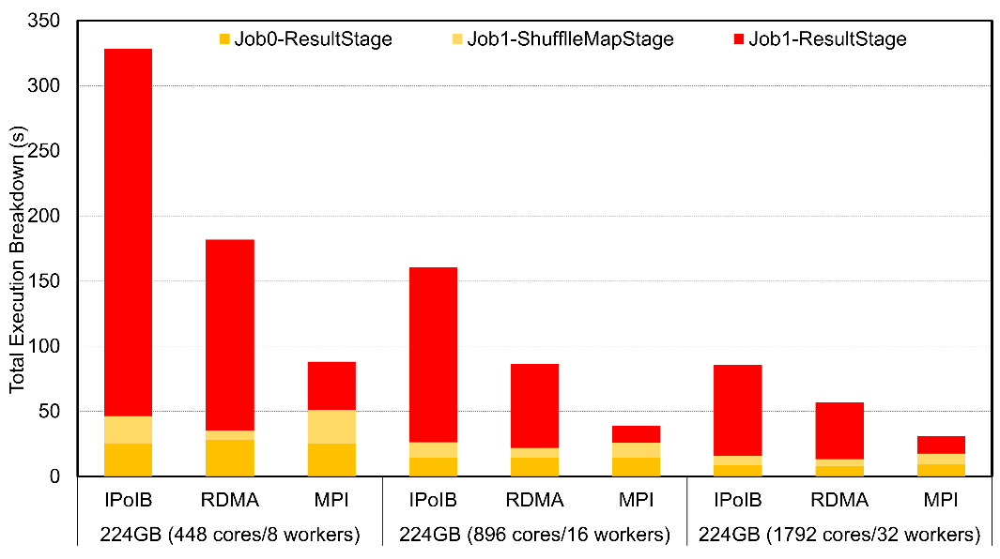 350
300
250
200
150
100
50
0
Total Execution Breakdown (s)
Job0-ResultStage Job1-ShufflleMapStage Job1-ResultStage
IPoIB RDMA MPI IPoIB RDMA MPI IPoIB RDMA MPI
224GB (448 cores/8 workers) 224GB (896 cores/16 workers) 224GB (1792 cores/32 workers)